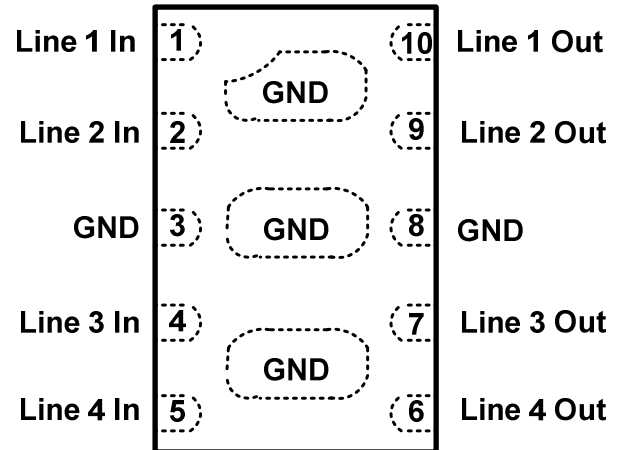 Line 1 In 1 10 Line 1 Out
GND
Line 2 In 2 9 Line 2 Out
GND 3 GND 8 GND
Line 3 In 4 7 Line 3 Out
GND
Line 4 In 5 6 Line 4 Out